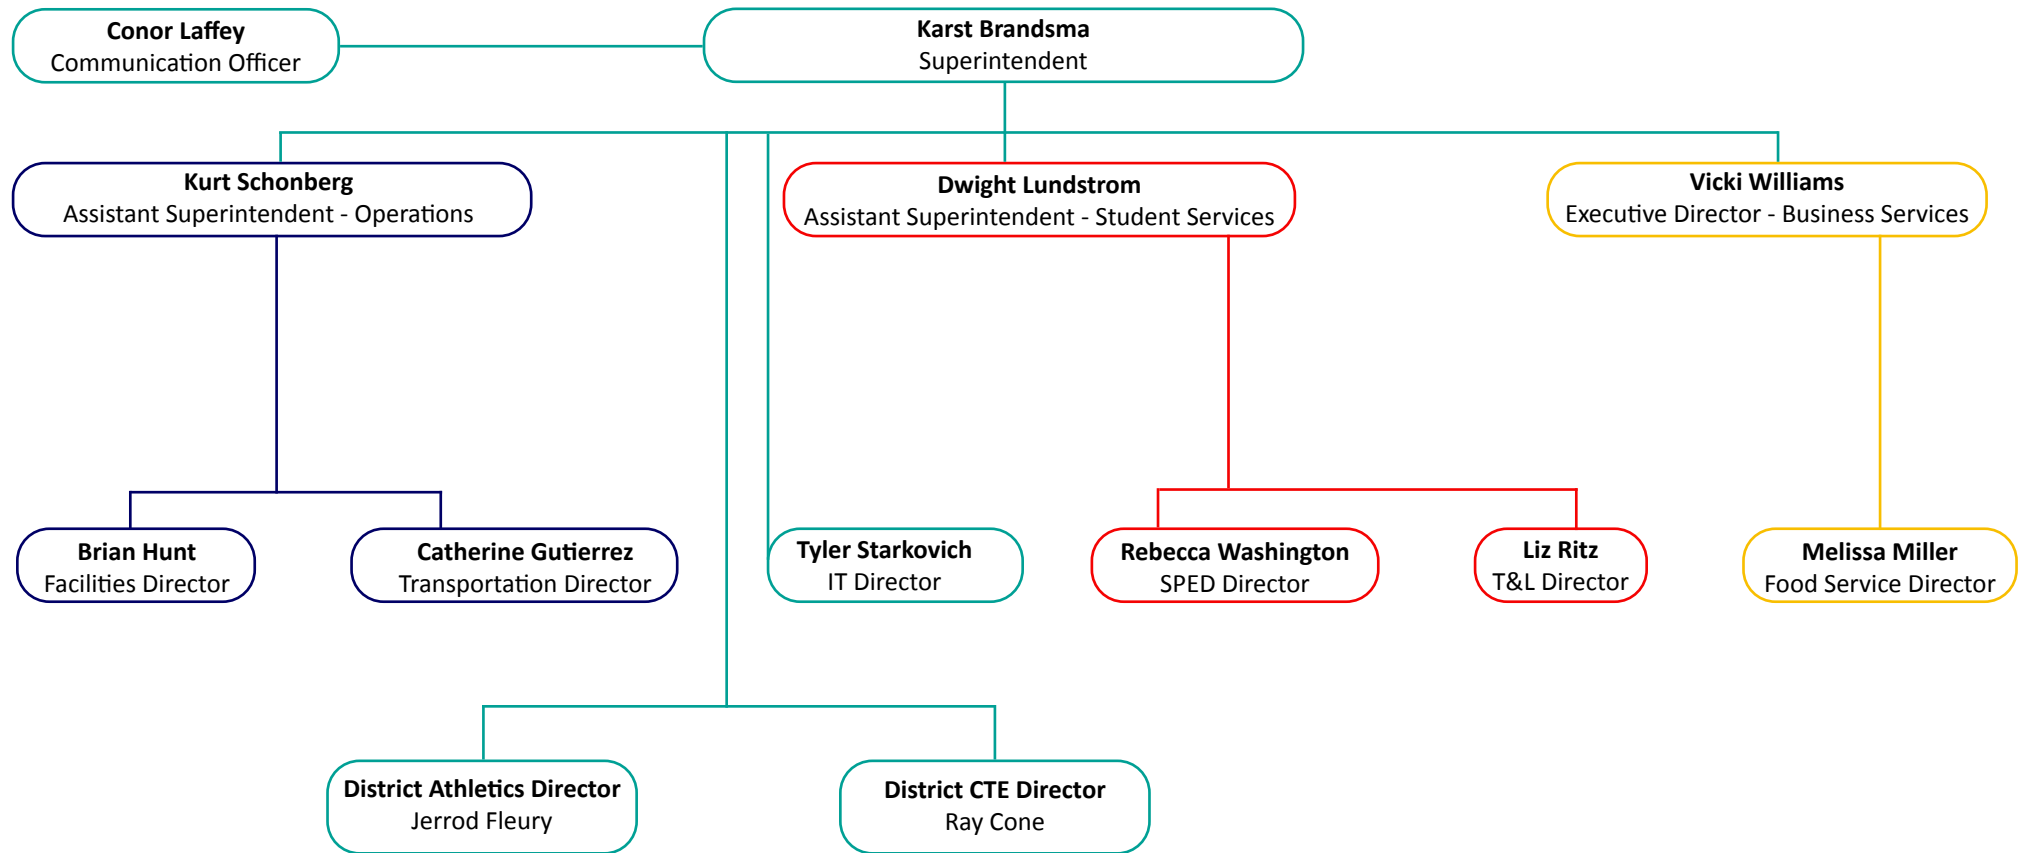 Conor Laffey
Communication Officer
Karst Brandsma
Superintendent
Kurt Schonberg
Assistant Superintendent - Operations
Dwight Lundstrom
Assistant Superintendent - Student Services
Vicki Williams
Executive Director - Business Services
Brian Hunt
Facilities Director
Catherine Gutierrez
Transportation Director
Tyler Starkovich
IT Director
Rebecca Washington
SPED Director
Liz Ritz
T&L Director
Melissa Miller
Food Service Director
District Athletics Director
Jerrod Fleury
District CTE Director
Ray Cone